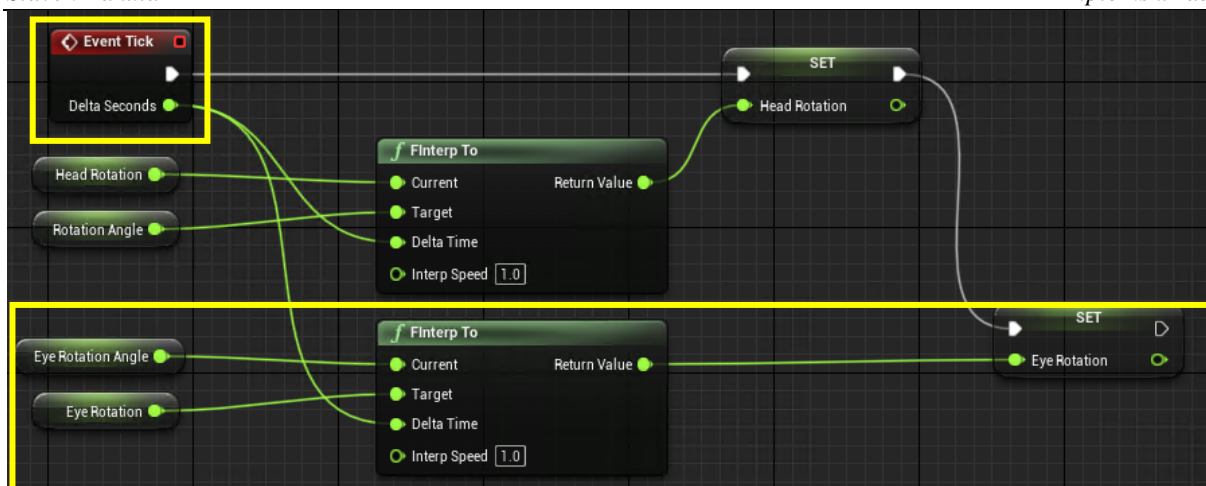 Event Tick
Delta Seconds
SET
Head Rotation
Head Rotation
Rotation Angle
f FInterp To
Current Return Value
Target
Delta Time
Interp Speed 1.0
Eye Rotation Angle
Eye Rotation
f FInterp To
Current Return Value
Target
Delta Time
Interp Speed 1.0
SET
Eye Rotation